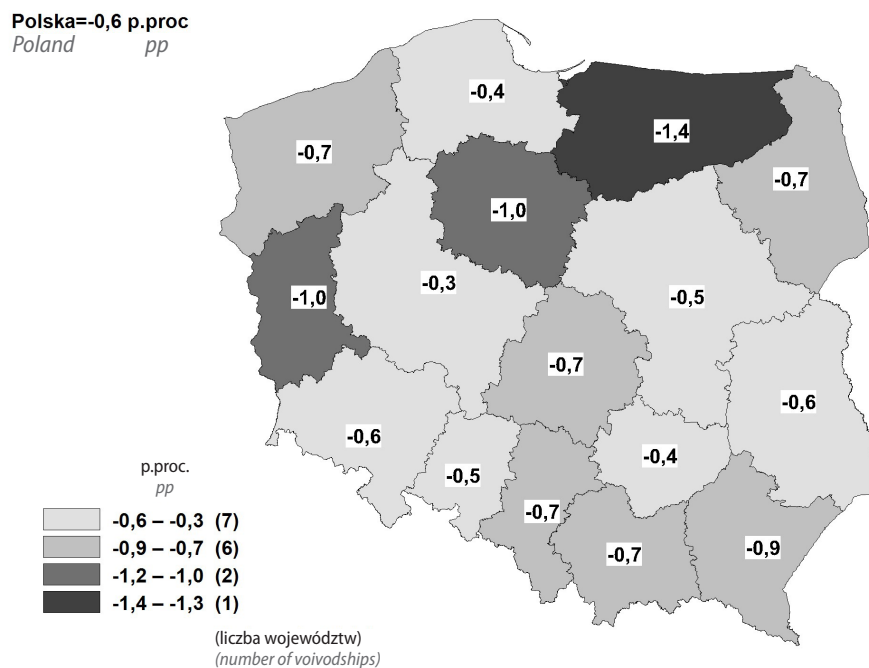 Polska=-0,6 p.proc
Poland pp
-0,4
-1,4
-0,7
-0,7
-1,0
-0,3
-1,0
-0,5
-0,7
-0,6
-0,6
-0,4
-0,5
-0,7
-0,7
-0,9
p.proc.
pp
-0,6 – -0,3 (7)
-0,9 – -0,7 (6)
-1,2 – -1,0 (2)
-1,4 – -1,3 (1)
(liczba województw)
(number of voivodships)